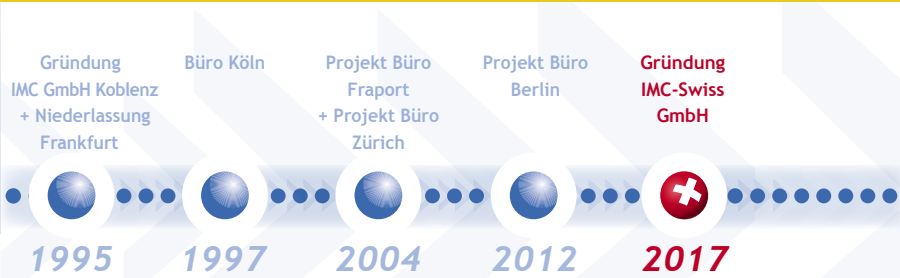 Gründung
IMC GmbH Koblenz
+ Niederlassung
Frankfurt
Büro Köln
Projekt Büro
Fraport
+ Projekt Büro
Zürich
Projekt Büro
Berlin
Gründung
IMC-Swiss
GmbH
1995
1997
2004
2012
2017